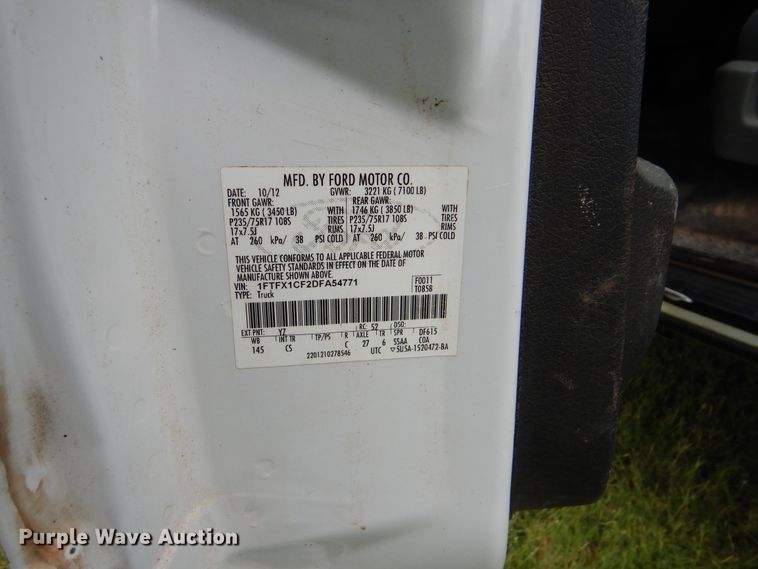 MFD. BY FORD MOTOR CO.
DATE: 10/12 GVWR: 3221 KG ( 7100 LB)
FRONT GAWR: REAR GAWR:
1565 KG ( 3450 LB) WITH 1746 KG ( 3850 LB) WITH
P235/75R17 108S TIRES P235/75R17 108S TIRES
17x7.5J RIMS 17x7.5J RIMS
AT 260 kPa/ 38 PSI COLD AT 260 kPa/ 38 PSI COLD
THIS VEHICLE CONFORMS TO ALL APPLICABLE FEDERAL MOTOR
VEHICLE SAFETY STANDARDS IN EFFECT ON THE DATE OF
MANUFACTURE SHOWN ABOVE.
VIN: 1FTFX1CF2DFA54771 F0011
TYPE: Truck T0858
EXT PNT: YZ RC: 52 DSO:
WB INT TR TP/PS R AXLE TR SPR DF6T5
145 CS C 27 6 SSAA COA
2201210278546 UTC ▽5USA-1520472-BA
Purple Wave Auction